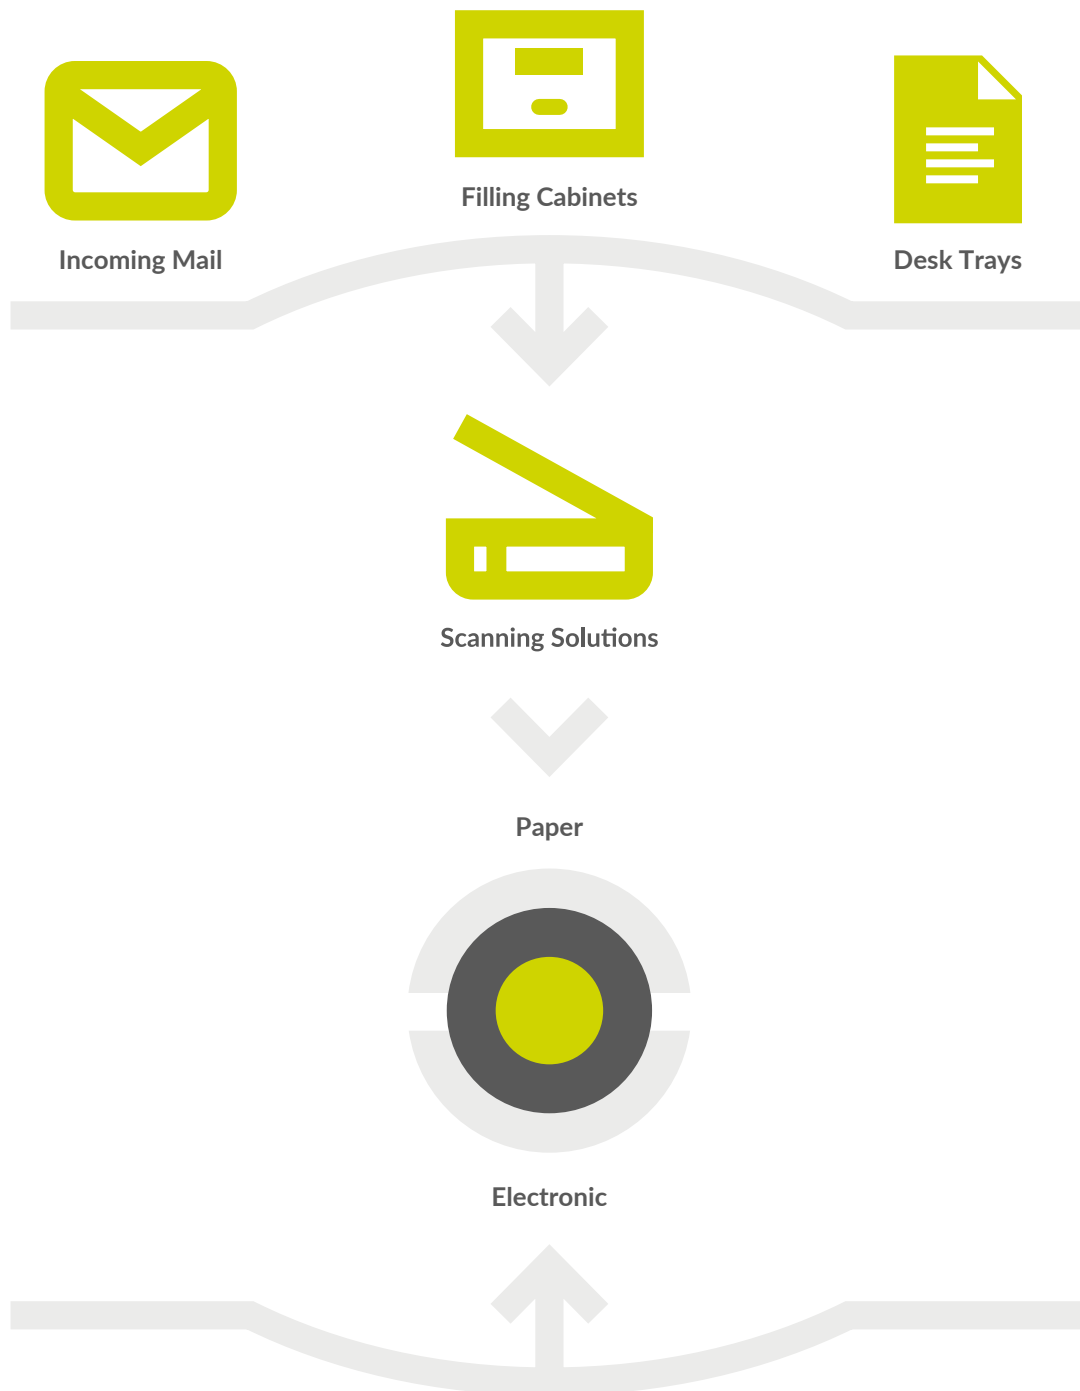 Filling Cabinets
Incoming Mail
Desk Trays
Scanning Solutions
Paper
Electronic